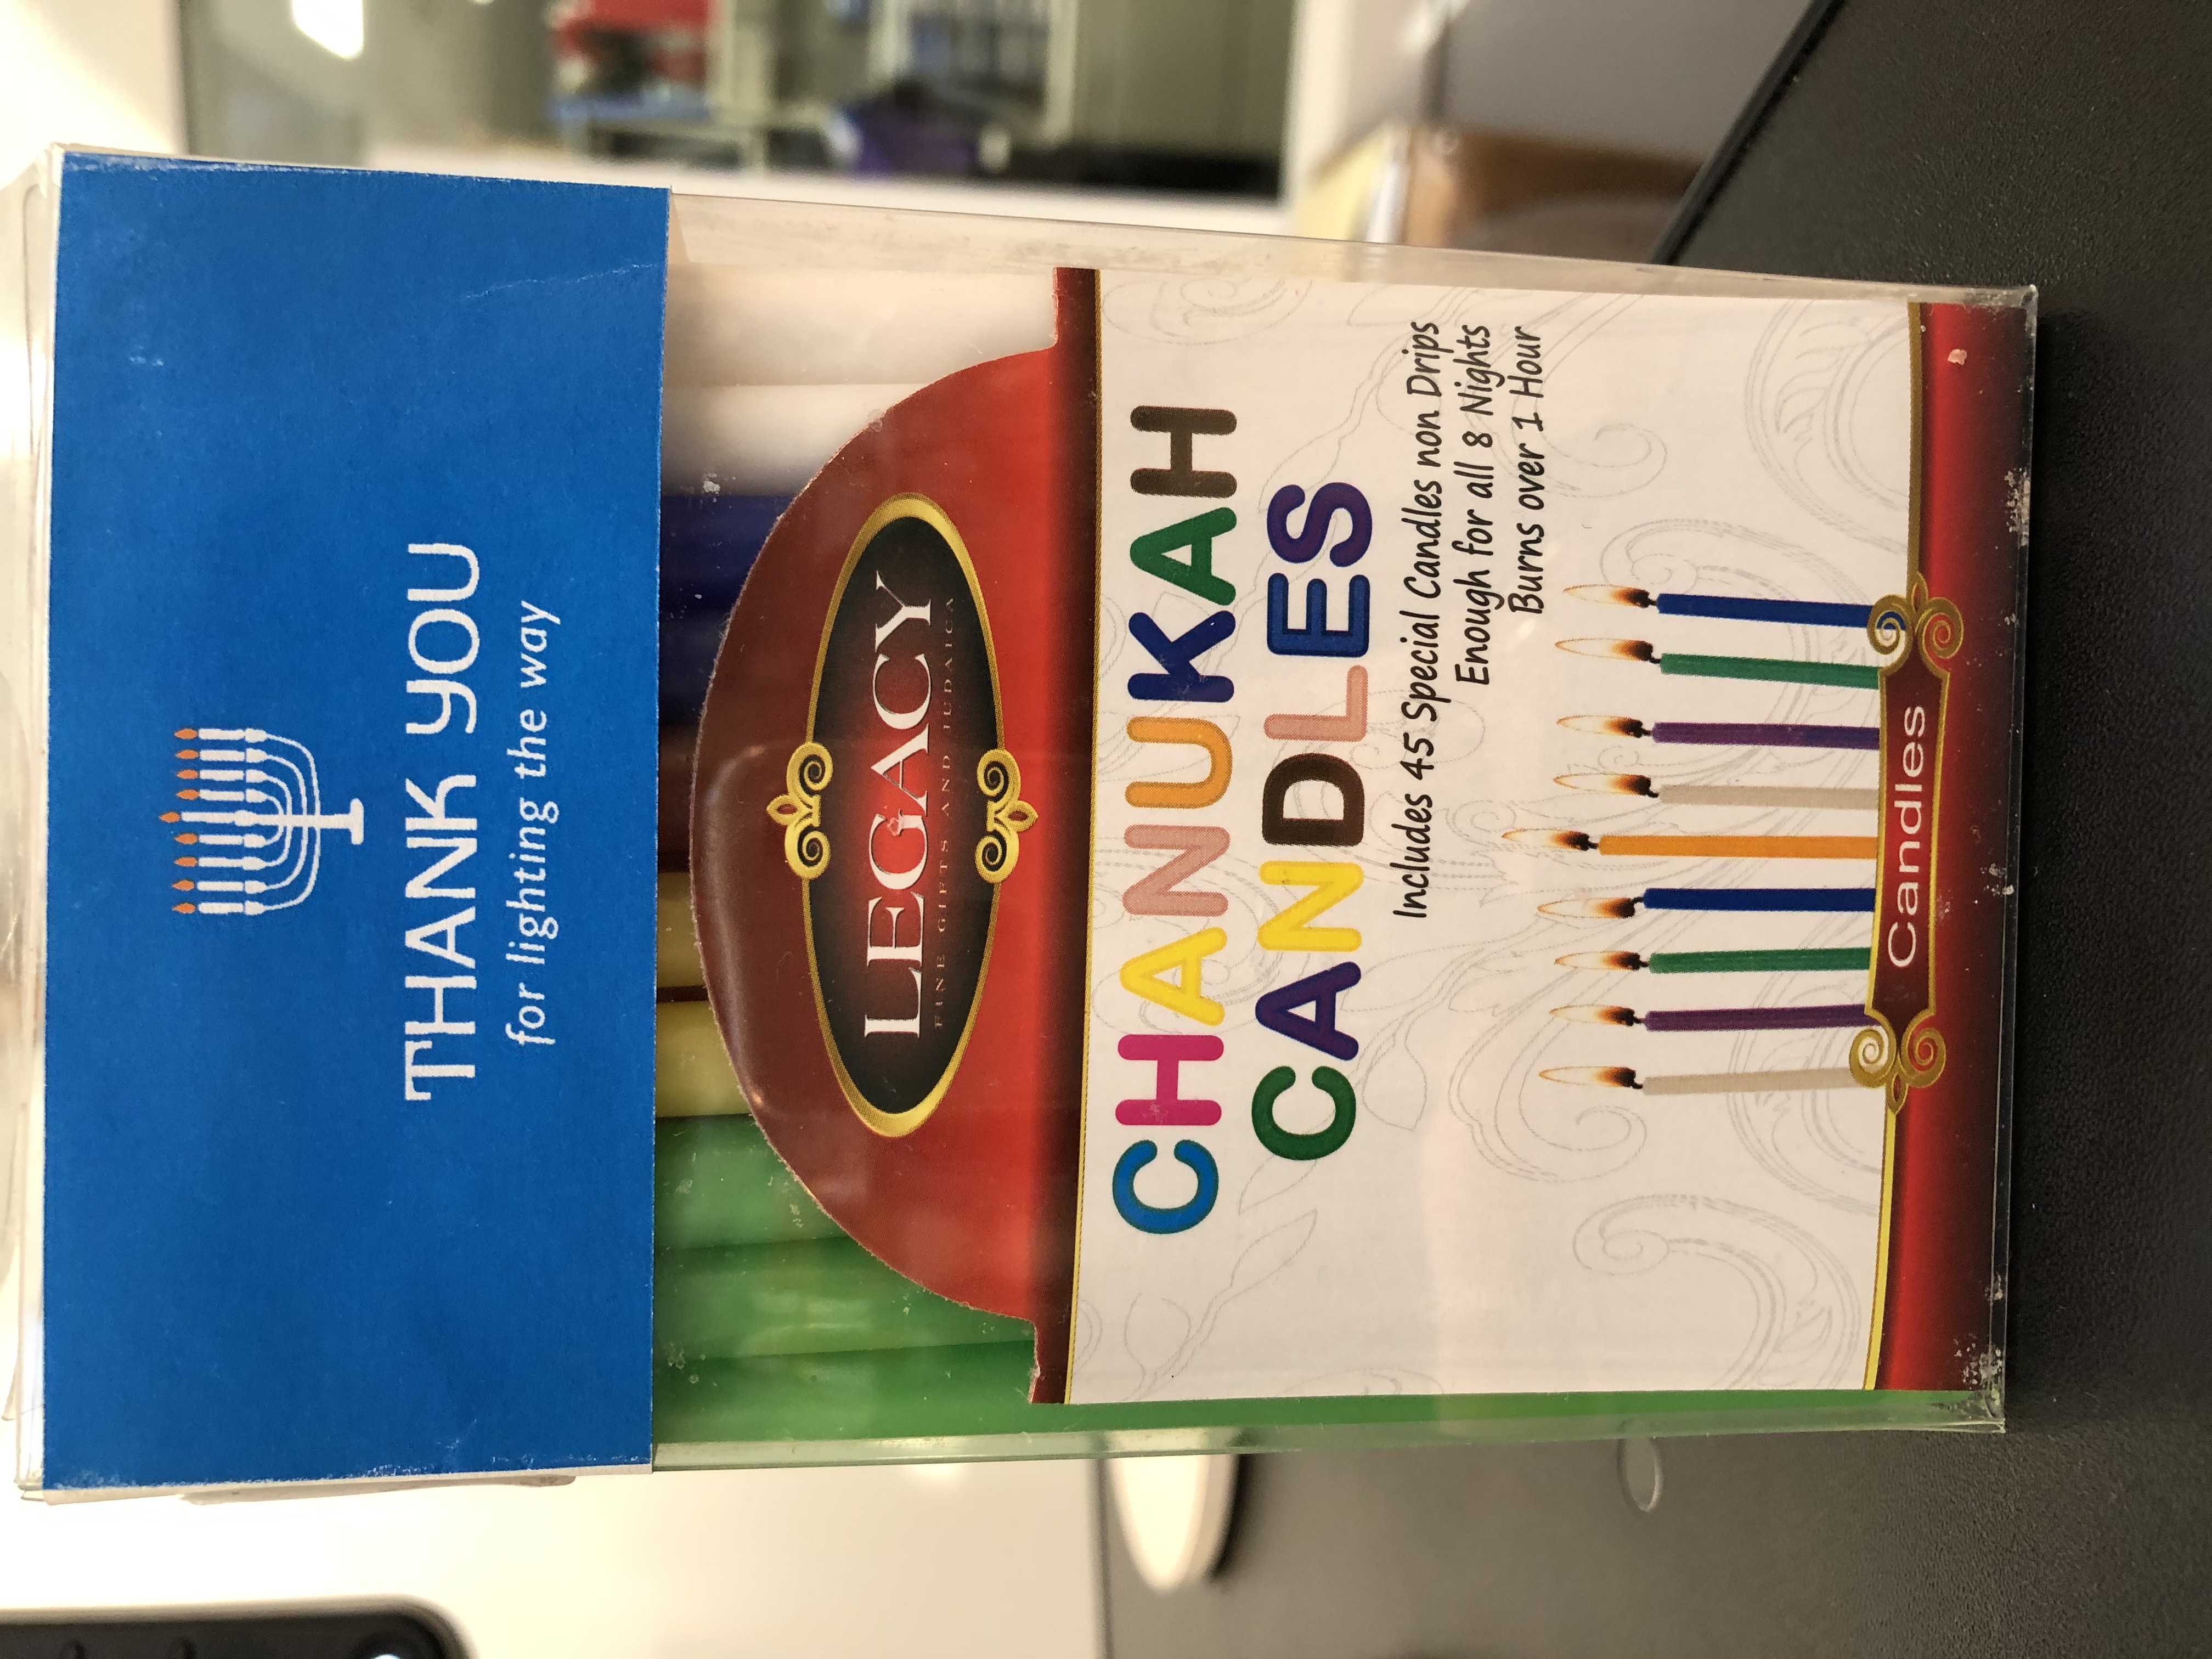 THANK YOU
for lighting the way
LEGACY
FINE GIFTS AND JUDAICA
CHANUKAH
CANDLES
Includes 45 Special Candles non Drips
Enough for all 8 Nights
Burns over 1 Hour
Candles